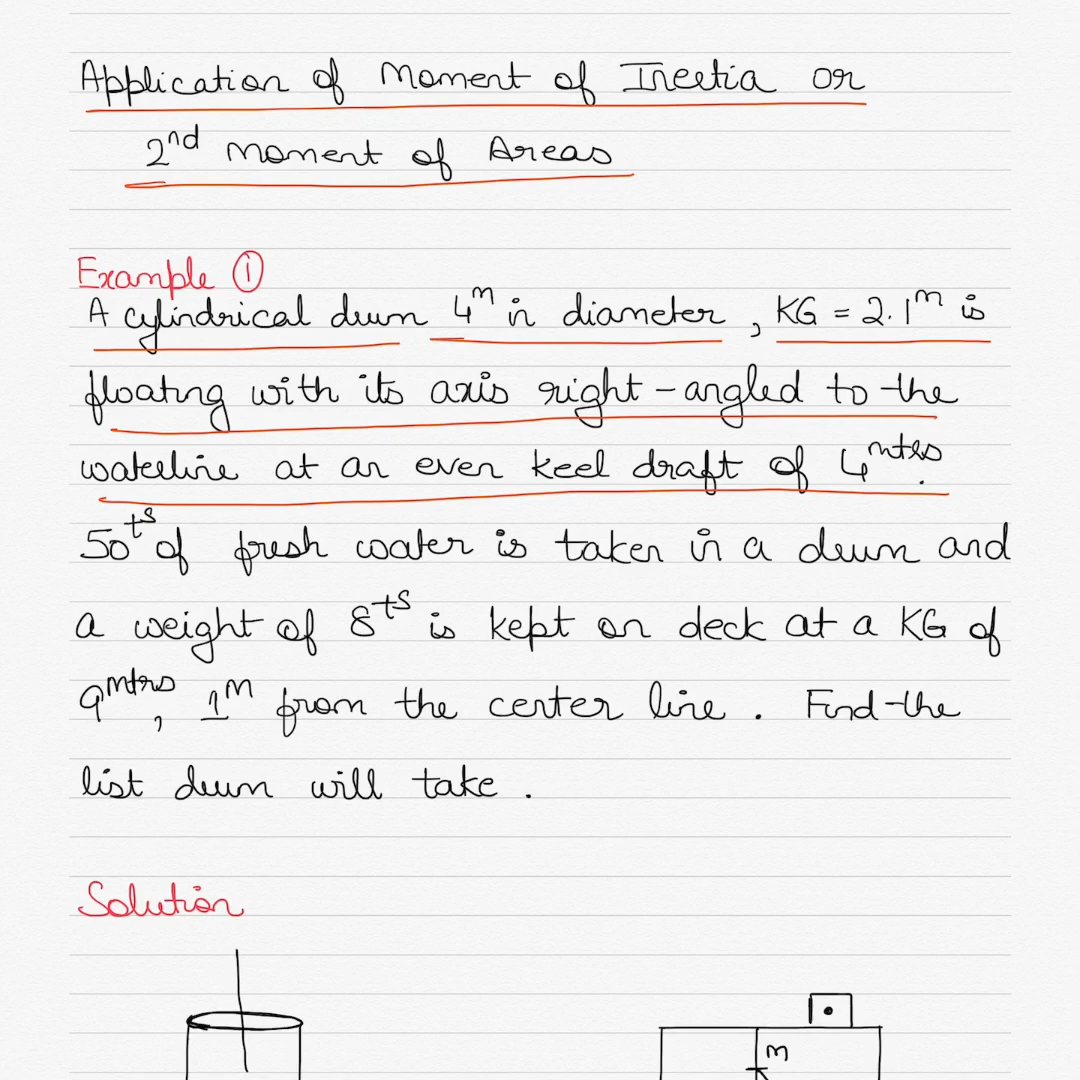 Application of Moment of Inertia or
2nd Moment of Areas
Example ①
A cylindrical drum 4m in diameter, KG = 2.1m is
floating with its axis right-angled to the
waterline at an even keel draft of 4mtrs.
50ts of fresh water is taken in a drum and
a weight of 8ts is kept on deck at a KG of
9mtrs, 1m from the center line. Find the
list drum will take.
Solution
m